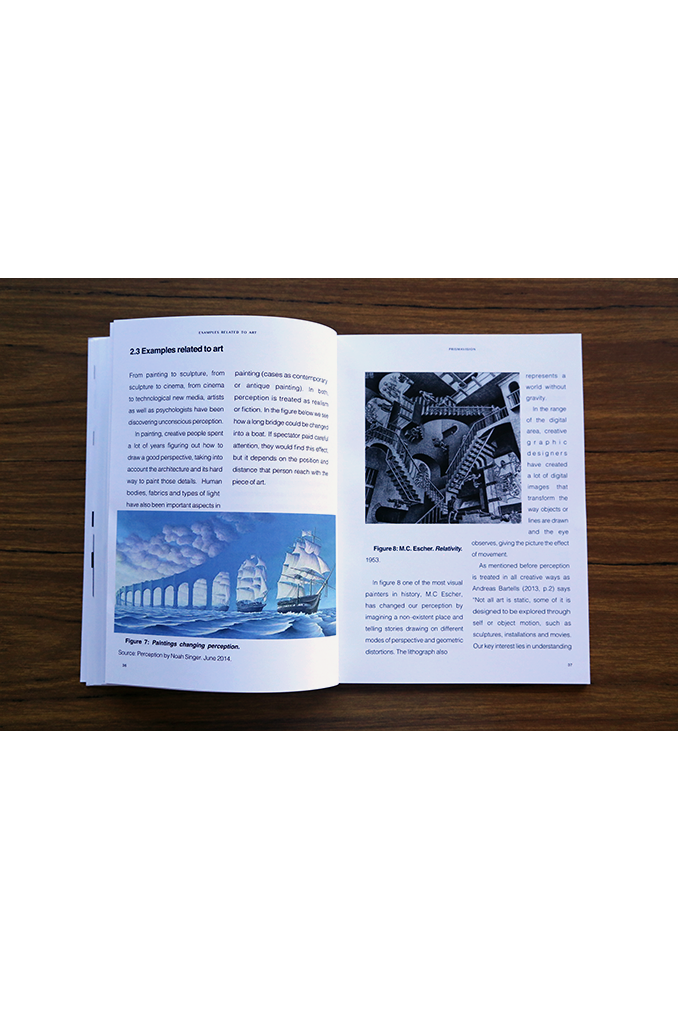 EXAMPLES RELATED TO ART
2.3 Examples related to art
From painting to sculpture, from
sculpture to cinema, from cinema
to technological new media, artists
as well as psychologists have been
discovering unconscious perception.
In painting, creative people spent
a lot of years figuring out how to
draw a good perspective, taking into
account the architecture and its hard
way to paint those details. Human
bodies, fabrics and types of light
have also been important aspects in
painting (cases as contemporary
or antique painting). In both,
perception is treated as realism
or fiction. In the figure below we see
how a long bridge could be changed
into a boat. If spectator paid careful
attention, they would find this effect,
but it depends on the position and
distance that person reach with the
piece of art.
Figure 7: Paintings changing perception.
Source: Perception by Noah Singer. June 2014.
Figure 8: M.C. Escher. Relativity.
1953.
In figure 8 one of the most visual
painters in history, M.C Escher,
has changed our perception by
imagining a non-existent place and
telling stories drawing on different
modes of perspective and geometric
distortions. The lithograph also
represents a
world without
gravity.
In the range
of the digital
area, creative
graphic
designers
have created
a lot of digital
images that
transform the
way objects or
lines are drawn
and the eye
observes, giving the picture the effect
of movement.
As mentioned before perception
is treated in all creative ways as
Andreas Bartells (2013, p.2) says
"Not all art is static, some of it is
designed to be explored through
self or object motion, such as
sculptures, installations and movies.
Our key interest lies in understanding
37